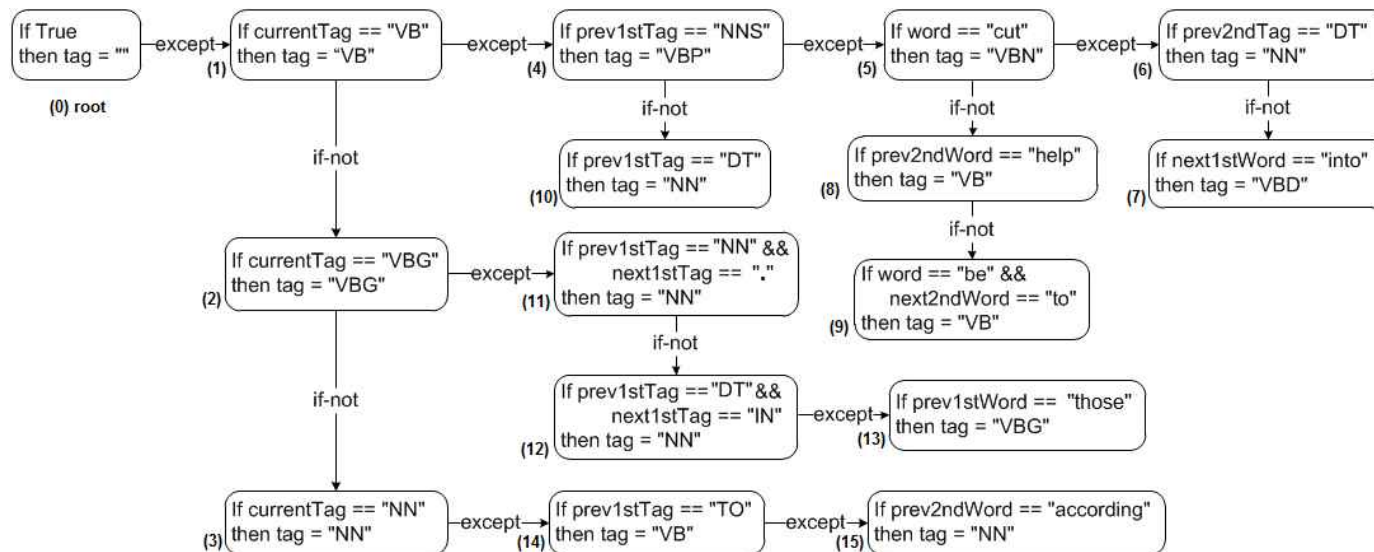 If True
then tag = ""
(0) root
except
If currentTag == "VB"
then tag = “VB"
(1)
except
If prev1stTag == "NNS"
then tag = "VBP"
(4)
except
If word == "cut"
then tag = "VBN"
(5)
except
If prev2ndTag == "DT"
then tag = "NN"
(6)
if-not
if-not
if-not
if-not
If prev1stTag == "DT"
then tag = "NN"
(10)
If prev2ndWord == "help"
then tag = "VB"
(8)
If next1stWord == "into"
then tag = "VBD"
(7)
if-not
If currentTag == "VBG"
then tag = "VBG"
(2)
except
If prev1stTag == "NN" &&
next1stTag == "."
then tag = "NN"
(11)
If word == "be" &&
next2ndWord == "to"
then tag = "VB"
(9)
if-not
if-not
If prev1stTag == "DT" &&
next1stTag == "IN"
then tag = "NN"
(12)
except
If prev1stWord == "those"
then tag = "VBG"
(13)
If currentTag == "NN"
then tag = "NN"
(3)
except
If prev1stTag == "TO"
then tag = "VB"
(14)
except
If prev2ndWord == "according"
then tag = "NN"
(15)